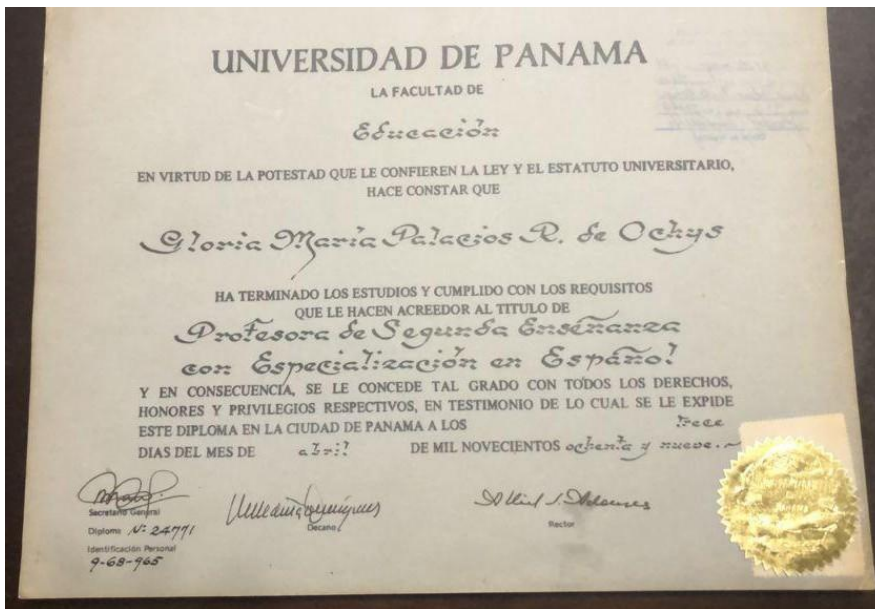 UNIVERSIDAD DE PANAMA
LA FACULTAD DE
Educación
EN VIRTUD DE LA POTESTAD QUE LE CONFIEREN LA LEY Y EL ESTATUTO UNIVERSITARIO,
HACE CONSTAR QUE
Gloria María Palacios R. de Ochys
HA TERMINADO LOS ESTUDIOS Y CUMPLIDO CON LOS REQUISITOS
QUE LE HACEN ACREEDOR AL TITULO DE
Profesora de Segunda Enseñanza
con Especialización en Español
Y EN CONSECUENCIA, SE LE CONCEDE TAL GRADO CON TODOS LOS DERECHOS,
HONORES Y PRIVILEGIOS RESPECTIVOS, EN TESTIMONIO DE LO CUAL SE LE EXPIDE
ESTE DIPLOMA EN LA CIUDAD DE PANAMA A LOS trece
DIAS DEL MES DE abril DE MIL NOVECIENTOS ochenta y nueve.~
Secretario General
Decano
Rector
Diploma Nº 24771
Identificación Personal
9-68-965